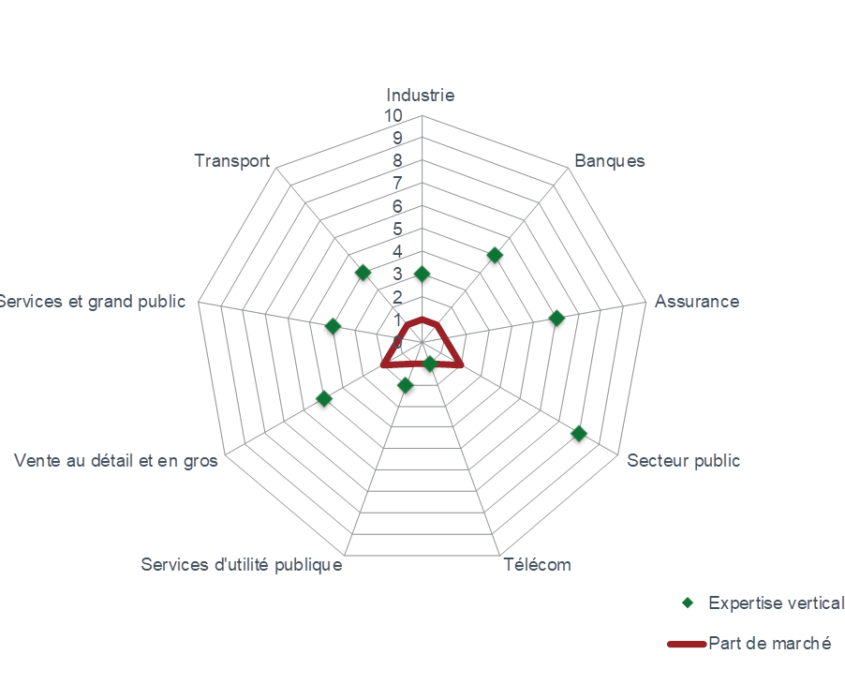 Industrie
10
9
8
7
6
5
4
3
2
1
0
Transport
Banques
Services et grand public
Assurance
Vente au détail et en gros
Secteur public
Services d'utilité publique
Télécom
Expertise vertical
Part de marché